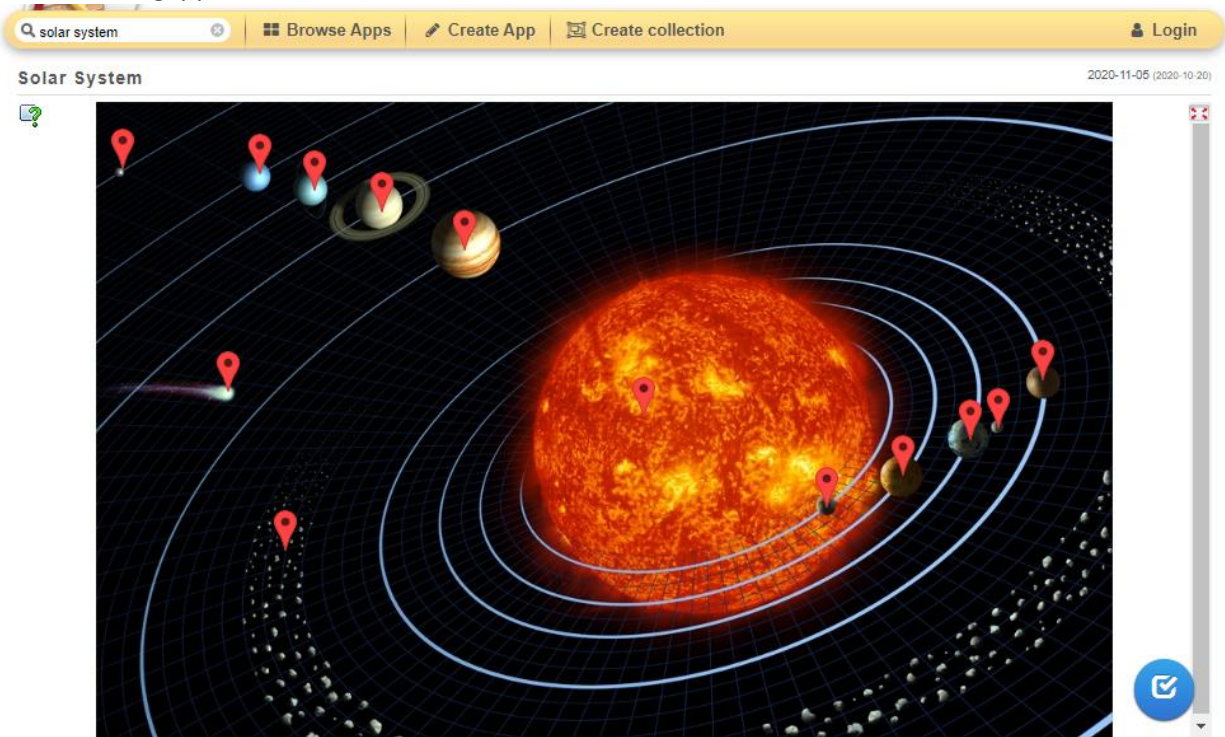 solar system Browse Apps Create App Create collection Login
Solar System 2020-11-05 (2020-10-20)